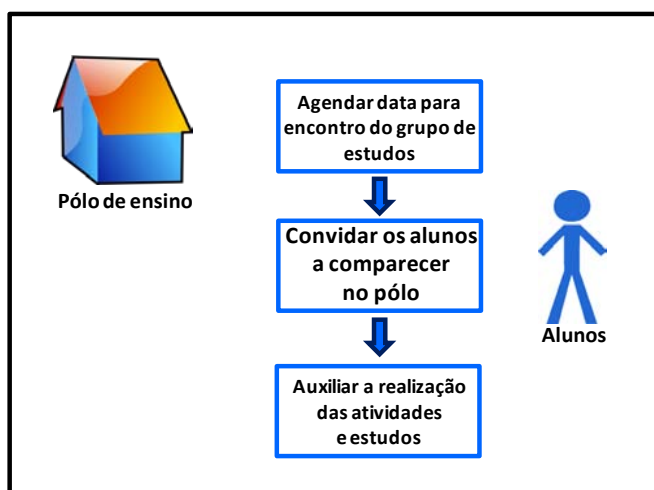 Agendar data para
encontro do grupo de
estudos
Pólo de ensino
Convidar os alunos
a comparecer
no pólo
Alunos
Auxiliar a realização
das atividades
e estudos